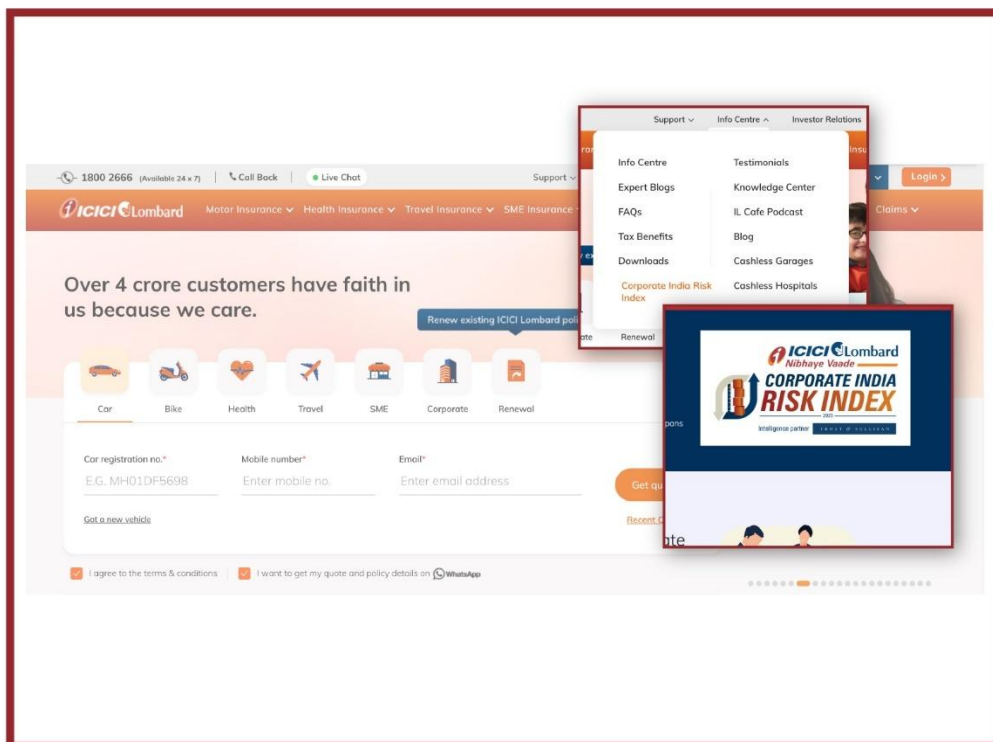 Support
Info Centre
Investor Relations
Info Centre
Testimonials
Expert Blogs
Knowledge Center
FAQs
IL Cafe Podcast
Tax Benefits
Blog
Downloads
Cashless Garages
Corporate India Risk
Index
Cashless Hospitals
Renewal
1800 2666 (Available 24 x 7)
Call Back
Live Chat
Support
Login >
ICICI Lombard
Motor Insurance
Health Insurance
Travel Insurance
SME Insurance
Claims
Over 4 crore customers have faith in
us because we care.
Renew existing ICICI Lombard poli
Car
Bike
Health
Travel
SME
Corporate
Renewal
Car registration no.*
Mobile number*
Email*
E.G. MH01DF5698
Enter mobile no.
Enter email address
Get qu
Got a new vehicle
Recent
I agree to the terms & conditions
I want to get my quote and policy details on WhatsApp
ICICI Lombard
Nibhaye Vaade
CORPORATE INDIA
RISK INDEX
Intelligence partner
FROST & SULLIVAN